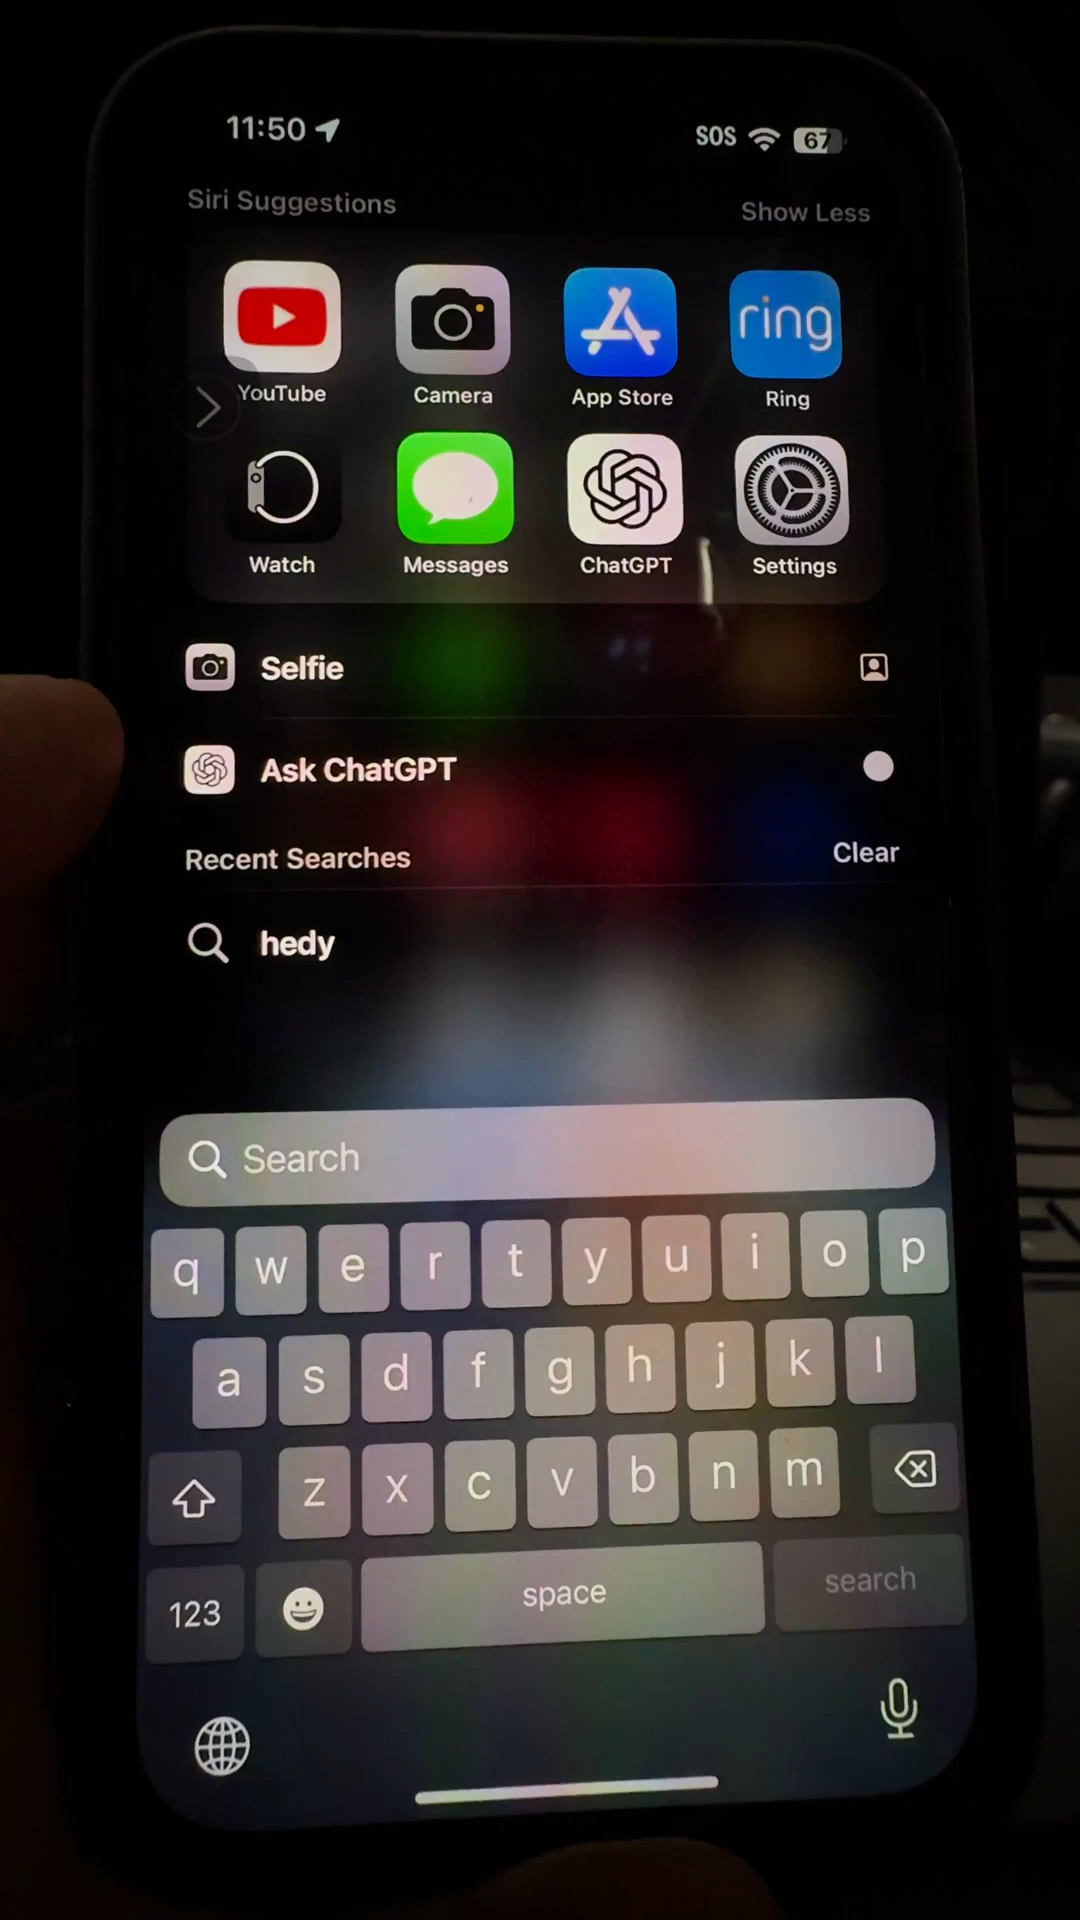 11:50 SOS 67
Siri Suggestions Show Less
ring
YouTube Camera App Store Ring
Watch Messages ChatGPT Settings
Selfie
Ask ChatGPT
Recent Searches Clear
hedy
Search
q w e r t y u i o p
a s d f g h j k l
z x c v b n m
123 space search